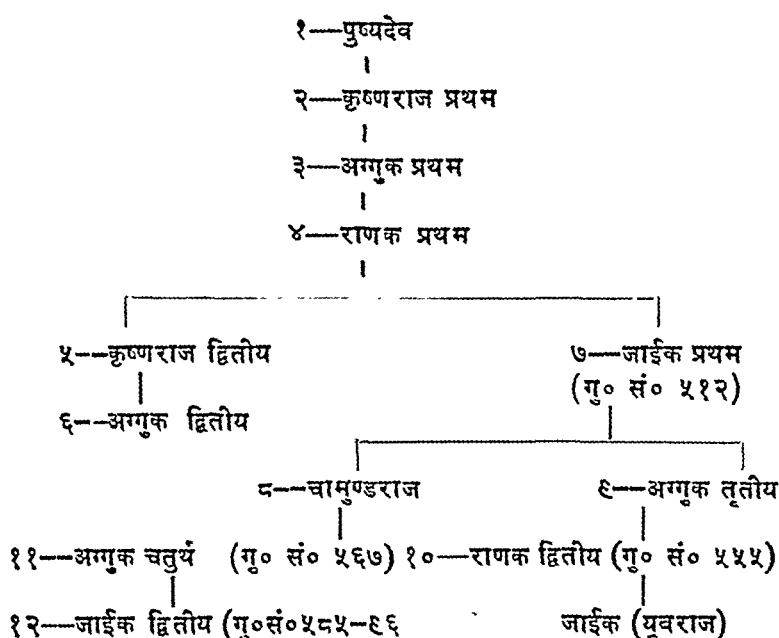 १—पुष्यदेव
२—कृष्णराज प्रथम
३—अग्गुक प्रथम
४—राणक प्रथम
५--कृष्णराज द्वितीय ७—जाईक प्रथम
(गु० सं० ५१२)
६--अग्गुक द्वितीय
८--चामुण्डराज ९—अग्गुक तृतीय
११—अग्गुक चतुर्थ (गु० सं० ५६७) १०—राणक द्वितीय (गु० सं० ५५५)
१२—जाईक द्वितीय (गु०सं०५८५-९६ जाईक (यवराज)